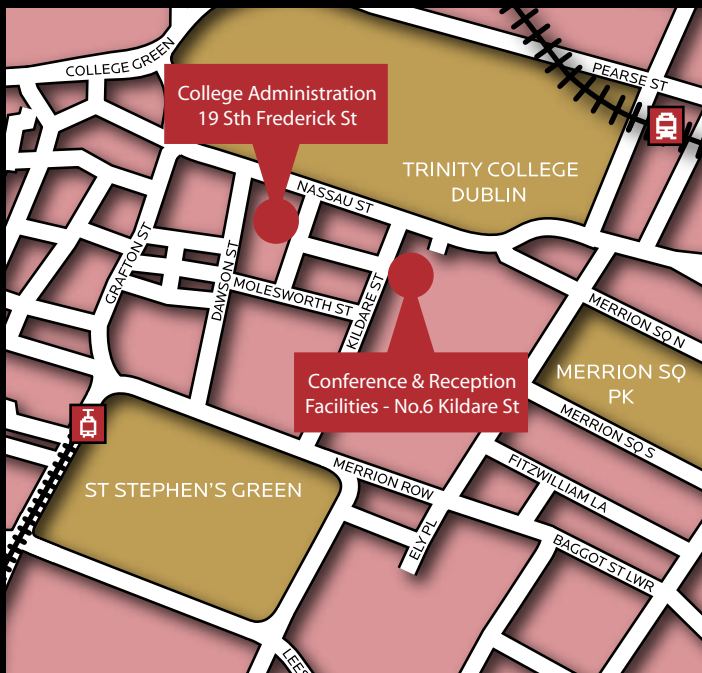 COLLEGE GREEN
PEARSE ST
College Administration
19 Sth Frederick St
TRINITY COLLEGE
DUBLIN
NASSAU ST
GRAFTON ST
DAWSON ST
MOLESWORTH ST
KILDARE ST
MERRION SQ N
Conference & Reception
Facilities - No.6 Kildare St
MERRION SQ
PK
MERRION SQ S
ST STEPHEN'S GREEN
MERRION ROW
FITZWILLIAM LA
ELY PL
BAGGOT ST LWR
LEES